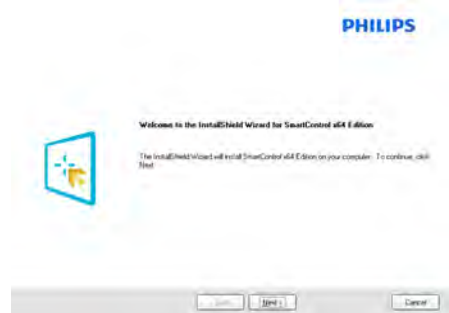 PHILIPS
Welcome to the InstallShield Wizard for SmartControl x64 Edition
The InstallShield Wizard will install SmartControl x64 Edition on your computer. To continue, click
Next
Next >
Cancel